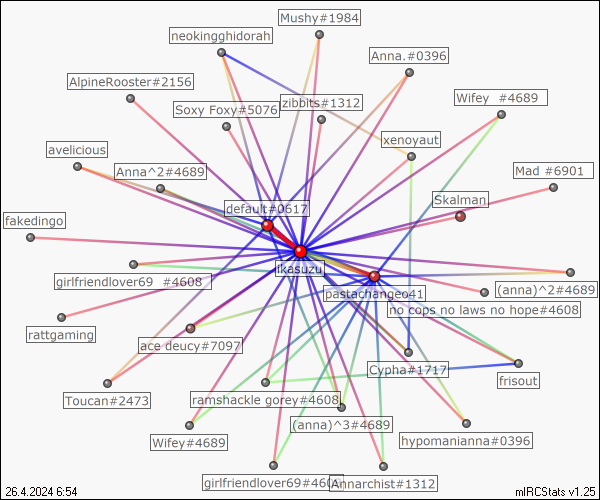 Mushy#1984
neokingghidorah
Anna.#0396
AlpineRooster#2156
Soxy Foxy#5076
zibbits#1312
Wifey #4689
xenoyaut
avelicious
Anna^2#4689
Mad #6901
Skalman
default#0617
fakedingo
ikasuzu
girlfriendlover69 #4608
pastachangeo41
(anna)^2#4689
no cops no laws no hope#4608
rattgaming
ace deucy#7097
Cypha#1717
frisout
Toucan#2473
ramshackle gorey#4608
(anna)^3#4689
Wifey#4689
hypomanianna#0396
girlfriendlover69#4608
Annarchist#1312
26.4.2024 6:54
mIRCStats v1.25